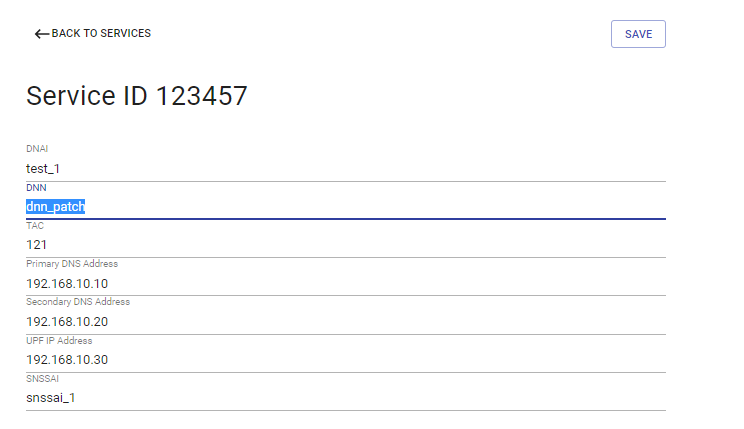 BACK TO SERVICES
SAVE
Service ID 123457
DNAI
test_1
DNN
dnn_patch
TAC
121
Primary DNS Address
192.168.10.10
Secondary DNS Address
192.168.10.20
UPF IP Address
192.168.10.30
SNSSAI
snssai_1